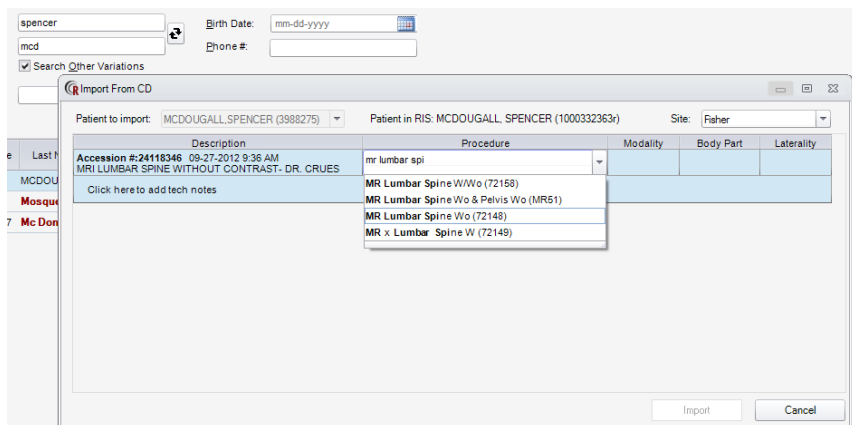 spencer
Birth Date: mm-dd-yyyy
mcd
Phone #:
Search Other Variations
Import From CD
Patient to import: MCDOUGALL,SPENCER (3988275) Patient in RIS: MCDOUGALL, SPENCER (1000332363r) Site: Fisher
Description Procedure Modality Body Part Laterality
e Last
Accession #:24118346 09-27-2012 9:36 AM
mr lumbar spi
MRI LUMBAR SPINE WITHOUT CONTRAST- DR. CRUES
MCDOU
Click here to add tech notes
MR Lumbar Spine W/Wo (72158)
Mosque
MR Lumbar Spine Wo & Pelvis Wo (MR51)
7 Mc Don
MR Lumbar Spine Wo (72148)
MR x Lumbar Spine W (72149)
Import Cancel